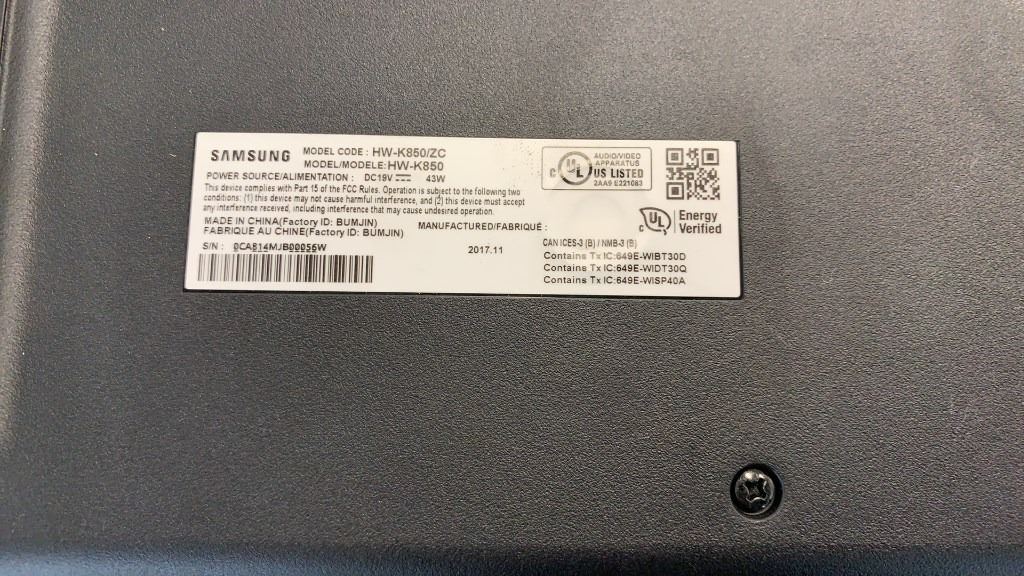 SAMSUNG
MODEL CODE : HW-K850/ZC
MODEL/MODELE:HW-K850
POWER SOURCE/ALIMENTATION : DC19V 43W
This device complies with Part 15 of the FCC Rules. Operation is subject to the following two
conditions: (1) this device may not cause harmful interference, and (2) this device must accept
any interference received, including interference that may cause undesired operation.
MADE IN CHINA(Factory ID: BUMJIN)
FABRIQUE AU CHINE(Factory ID: BUMJIN)
MANUFACTURED/FABRIQUÉ :
2017.11
S/N : 0CA814MJB00056W
AUDIO/VIDEO
APPARATUS
C UL US LISTED
2AA9 E221083
c UL Energy
Verified
CAN ICES-3 (B) / NMB-3 (B)
Contains Tx IC:649E-WIBT30D
Contains Tx IC:649E-WIDT30Q
Contains Tx IC:649E-WISP40A